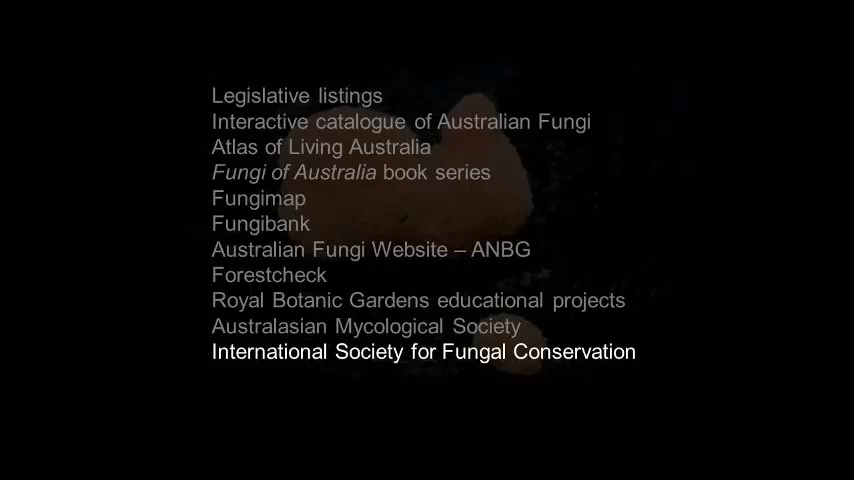 Legislative listings
Interactive catalogue of Australian Fungi
Atlas of Living Australia
Fungi of Australia book series
Fungimap
Fungibank
Australian Fungi Website – ANBG
Forestcheck
Royal Botanic Gardens educational projects
Australasian Mycological Society
International Society for Fungal Conservation